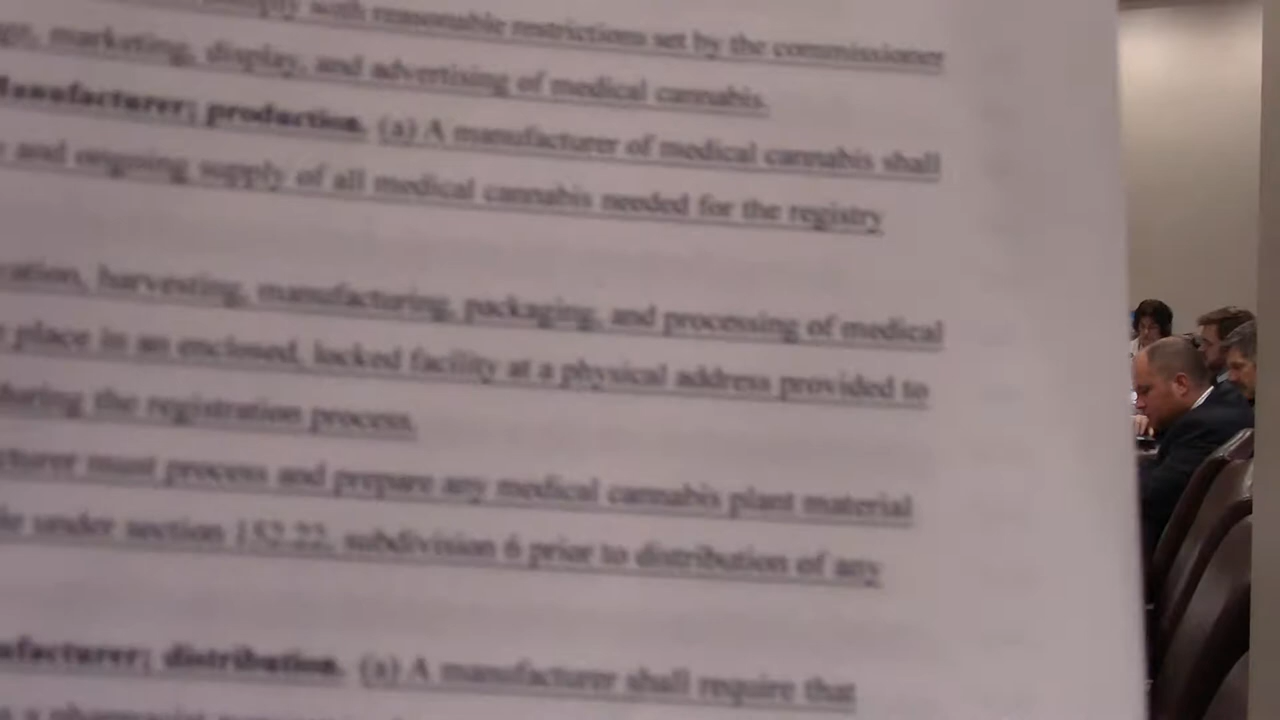 with reasonable restrictions set by the commissioner
marketing, display, and advertising of medical cannabis.
Manufacturer; production. (a) A manufacturer of medical cannabis shall
and ongoing supply of all medical cannabis needed for the registry
harvesting, manufacturing, packaging, and processing of medical
place in an enclosed, locked facility at a physical address provided to
during the registration process.
must process and prepare any medical cannabis plant material
under section 152.22, subdivision 6 prior to distribution of any
distribution. (a) A manufacturer shall require that
a pharmacist